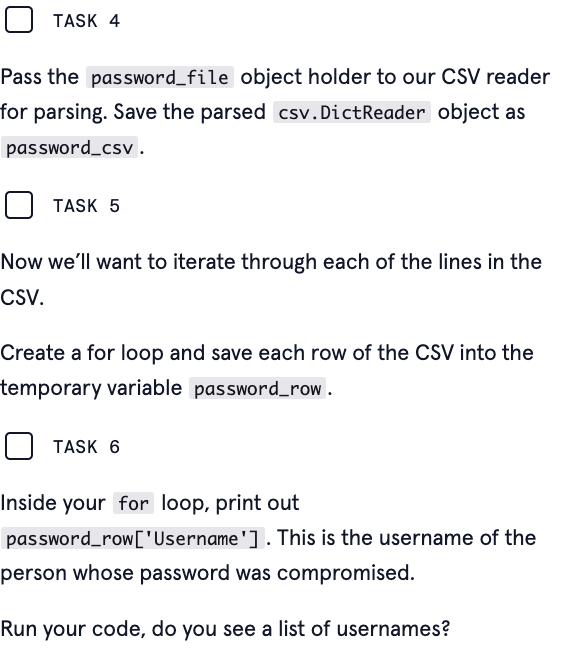 TASK 4
Pass the password_file object holder to our CSV reader
for parsing. Save the parsed csv.DictReader object as
password_csv.
TASK 5
Now we’ll want to iterate through each of the lines in the
CSV.
Create a for loop and save each row of the CSV into the
temporary variable password_row.
TASK 6
Inside your for loop, print out
password_row['Username']. This is the username of the
person whose password was compromised.
Run your code, do you see a list of usernames?